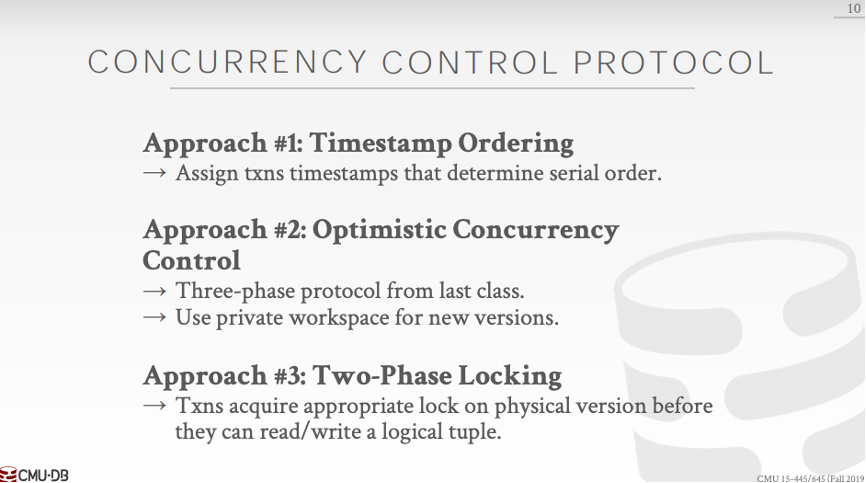 10
CONCURRENCY CONTROL PROTOCOL
Approach #1: Timestamp Ordering
→ Assign txns timestamps that determine serial order.
Approach #2: Optimistic Concurrency
Control
→ Three-phase protocol from last class.
→ Use private workspace for new versions.
Approach #3: Two-Phase Locking
→ Txns acquire appropriate lock on physical version before
they can read/write a logical tuple.
CMU·DB
CMU 15-445/645 (Fall 2019